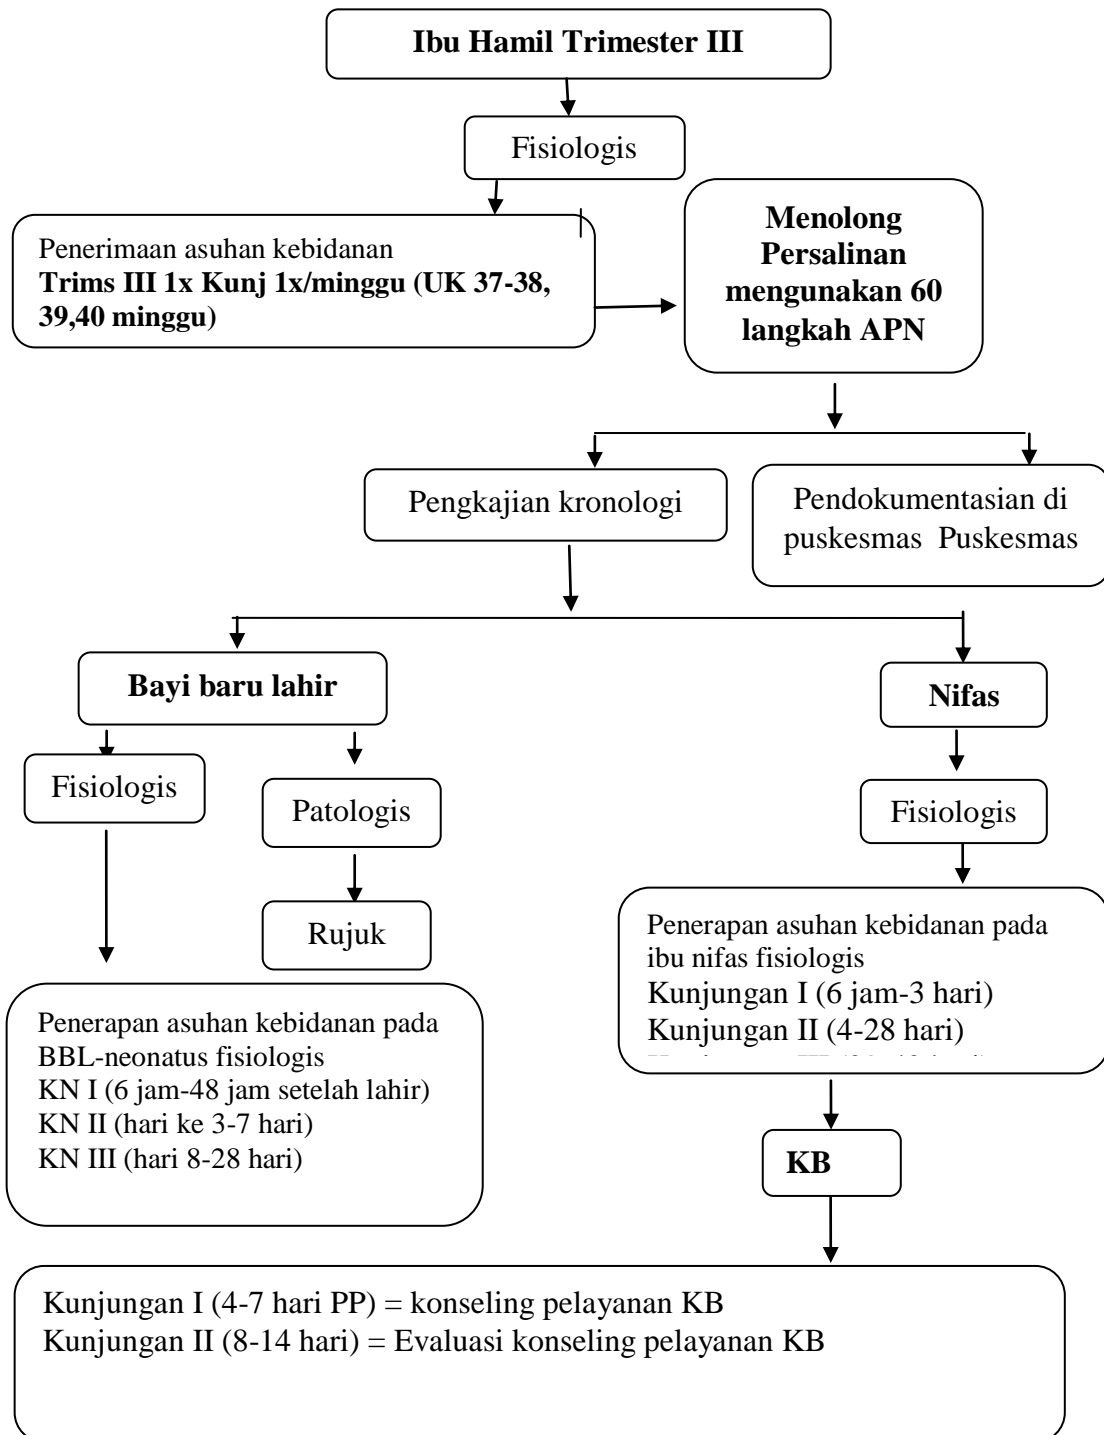 Ibu Hamil Trimester III
Fisiologis
Penerimaan asuhan kebidanan
Trims III 1x Kunj 1x/minggu (UK 37-38,
39,40 minggu)
Menolong
Persalinan
mengunakan 60
langkah APN
Pengkajian kronologi
Pendokumentasian di
puskesmas Puskesmas
Bayi baru lahir
Nifas
Fisiologis
Patologis
Fisiologis
Rujuk
Penerapan asuhan kebidanan pada
ibu nifas fisiologis
Kunjungan I (6 jam-3 hari)
Kunjungan II (4-28 hari)
Penerapan asuhan kebidanan pada
BBL-neonatus fisiologis
KN I (6 jam-48 jam setelah lahir)
KN II (hari ke 3-7 hari)
KN III (hari 8-28 hari)
KB
Kunjungan I (4-7 hari PP) = konseling pelayanan KB
Kunjungan II (8-14 hari) = Evaluasi konseling pelayanan KB